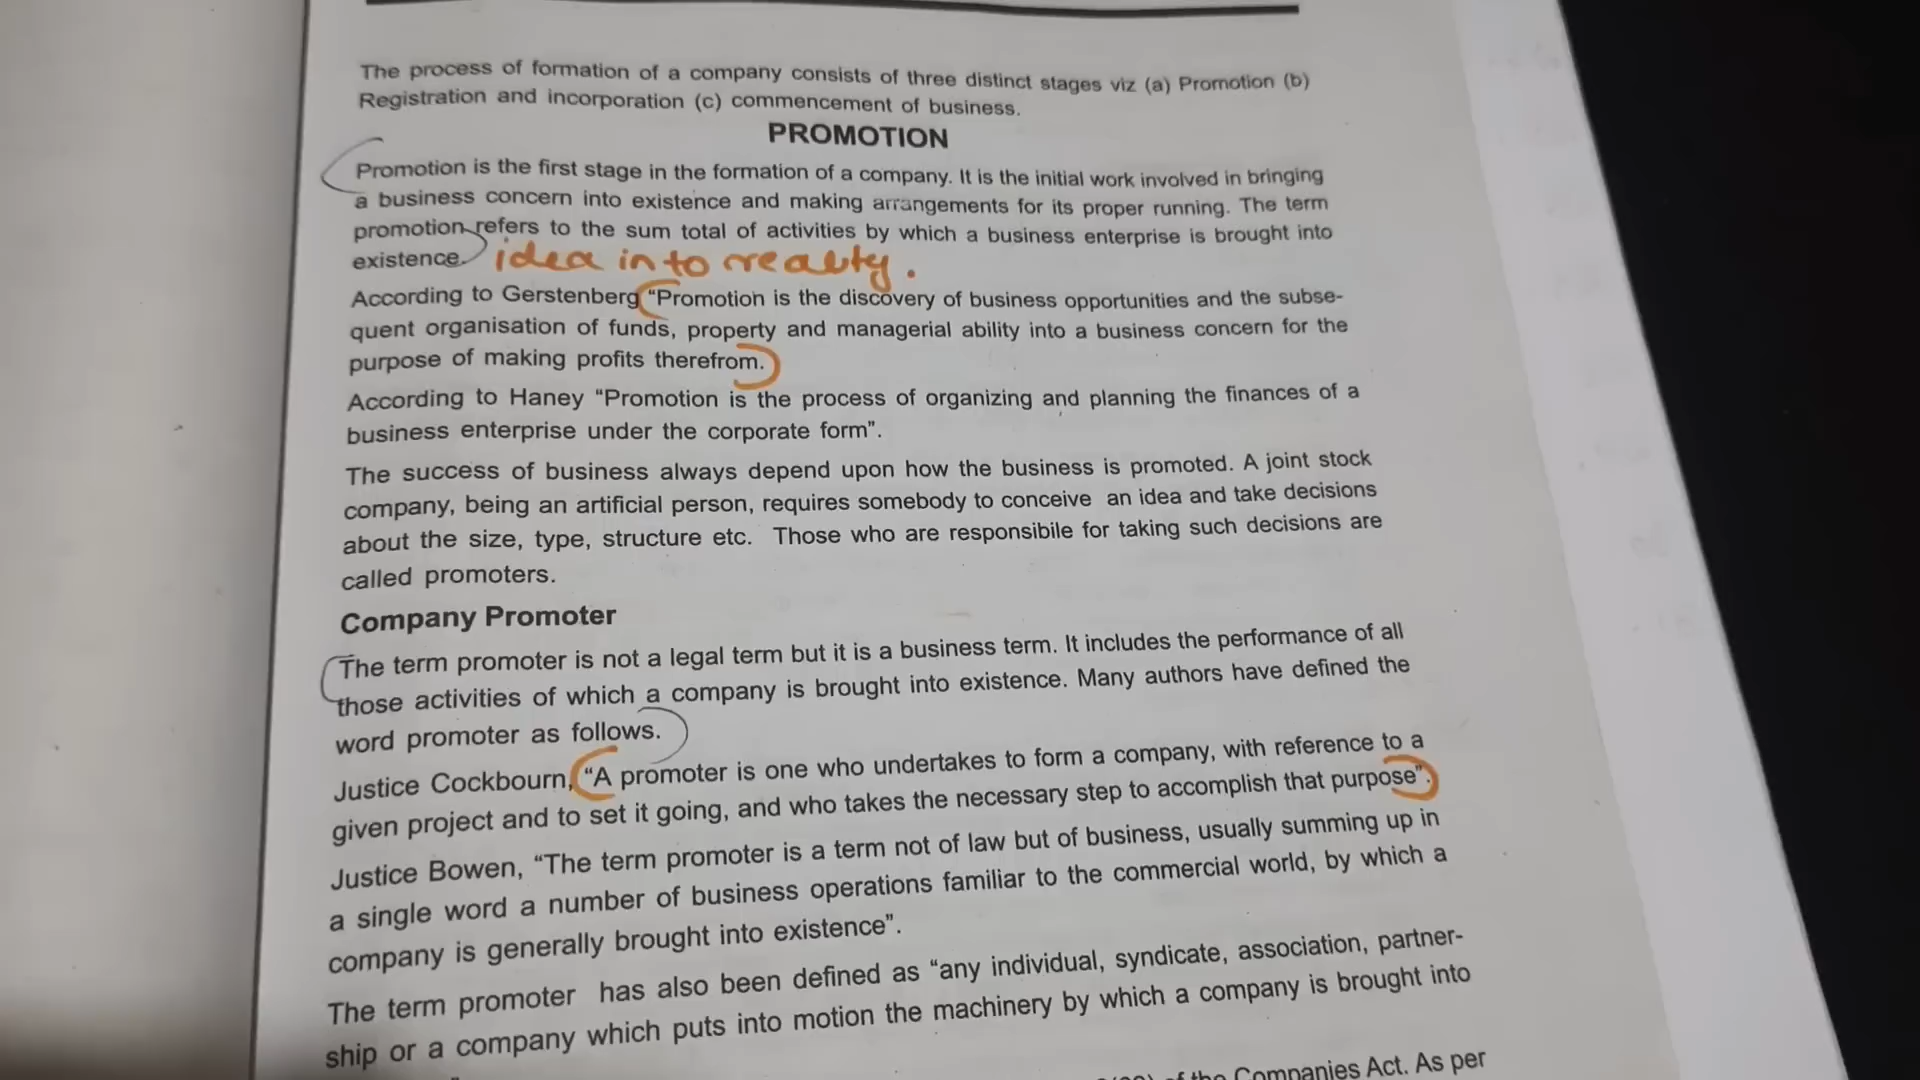 The process of formation of a company consists of three distinct stages viz (a) Promotion (b)
Registration and incorporation (c) commencement of business.
PROMOTION
Promotion is the first stage in the formation of a company. It is the initial work involved in bringing
a business concern into existence and making arrangements for its proper running. The term
promotion refers to the sum total of activities by which a business enterprise is brought into
existence.
idea into realty.
According to Gerstenberg “Promotion is the discovery of business opportunities and the subse-
quent organisation of funds, property and managerial ability into a business concern for the
purpose of making profits therefrom.
According to Haney “Promotion is the process of organizing and planning the finances of a
business enterprise under the corporate form”.
The success of business always depend upon how the business is promoted. A joint stock
company, being an artificial person, requires somebody to conceive an idea and take decisions
about the size, type, structure etc. Those who are responsibile for taking such decisions are
called promoters.
Company Promoter
The term promoter is not a legal term but it is a business term. It includes the performance of all
those activities of which a company is brought into existence. Many authors have defined the
word promoter as follows.
Justice Cockbourn, “A promoter is one who undertakes to form a company, with reference to a
given project and to set it going, and who takes the necessary step to accomplish that purpose”.
Justice Bowen, “The term promoter is a term not of law but of business, usually summing up in
a single word a number of business operations familiar to the commercial world, by which a
company is generally brought into existence”.
The term promoter has also been defined as “any individual, syndicate, association, partner-
ship or a company which puts into motion the machinery by which a company is brought into
of the Companies Act. As per